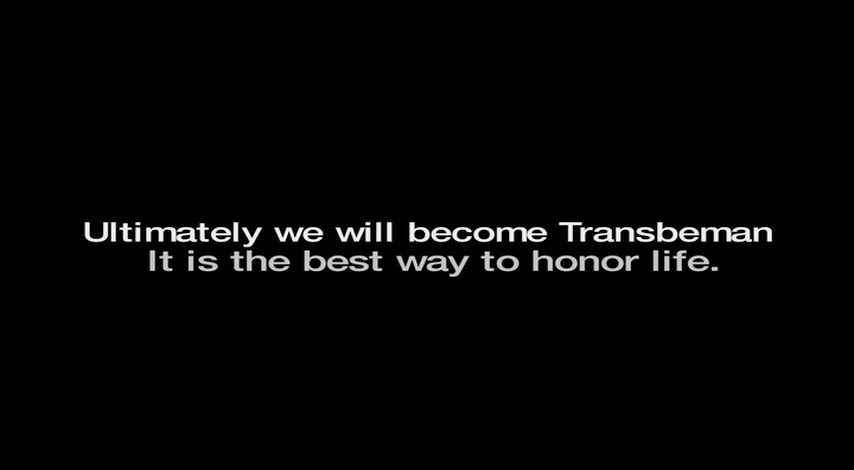 Ultimately we will become Transbeman
It is the best way to honor life.